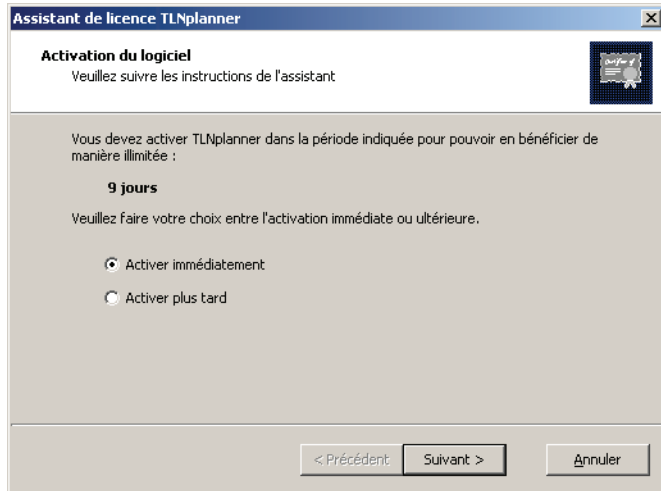 Assistant de licence TLNplanner
Activation du logiciel
Veuillez suivre les instructions de l'assistant
Vous devez activer TLNplanner dans la période indiquée pour pouvoir en bénéficier de
manière illimitée :
9 jours
Veuillez faire votre choix entre l'activation immédiate ou ultérieure.
Activer immédiatement
Activer plus tard
< Précédent Suivant > Annuler